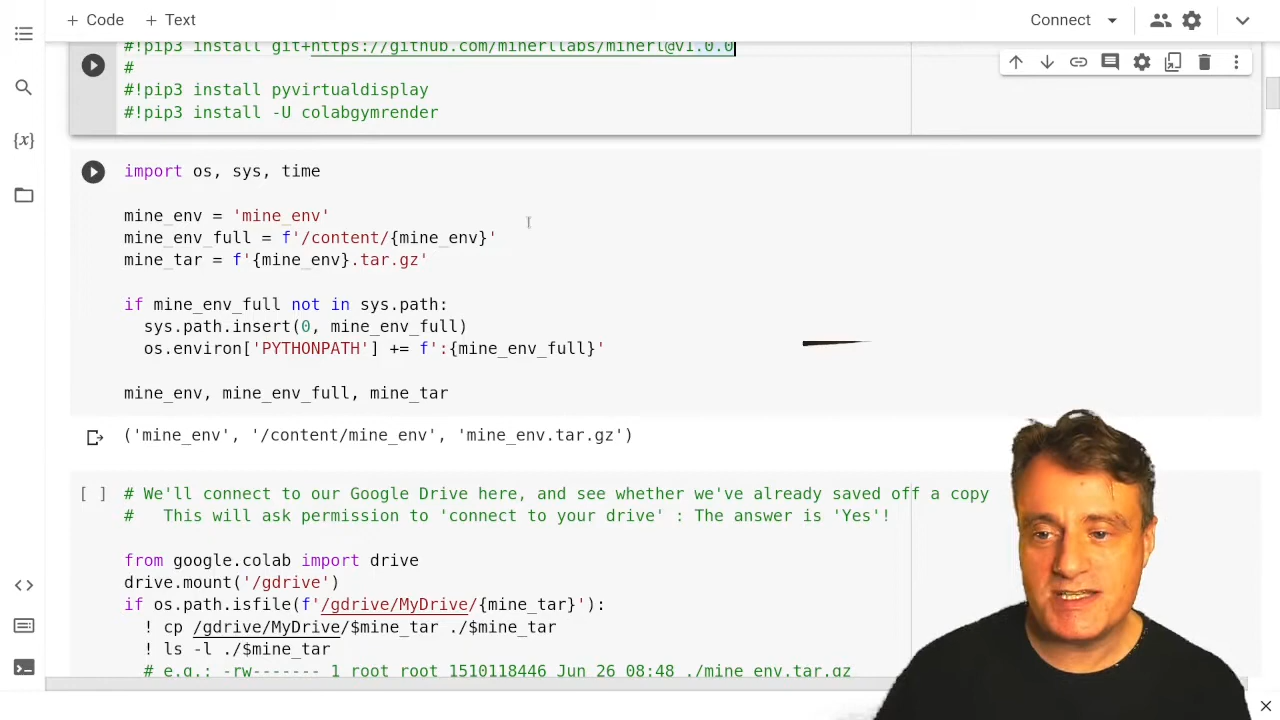 + Code + Text
Connect
#!pip3 install git+https://github.com/minerllabs/minerl@v1.0.0
#
#!pip3 install pyvirtualdisplay
#!pip3 install -U colabgymrender
import os, sys, time
mine_env = 'mine_env'
mine_env_full = f'/content/{mine_env}'
mine_tar = f'{mine_env}.tar.gz'
if mine_env_full not in sys.path:
sys.path.insert(0, mine_env_full)
os.environ['PYTHONPATH'] += f':{mine_env_full}'
mine_env, mine_env_full, mine_tar
('mine_env', '/content/mine_env', 'mine_env.tar.gz')
[ ] # We'll connect to our Google Drive here, and see whether we've already saved off a copy
# This will ask permission to 'connect to your drive' : The answer is 'Yes'!
from google.colab import drive
drive.mount('/gdrive')
if os.path.isfile(f'/gdrive/MyDrive/{mine_tar}'):
! cp /gdrive/MyDrive/$mine_tar ./$mine_tar
! ls -l ./$mine_tar
# e.g.: -rw------- 1 root root 1510118446 Jun 26 08:48 ./mine_env.tar.gz